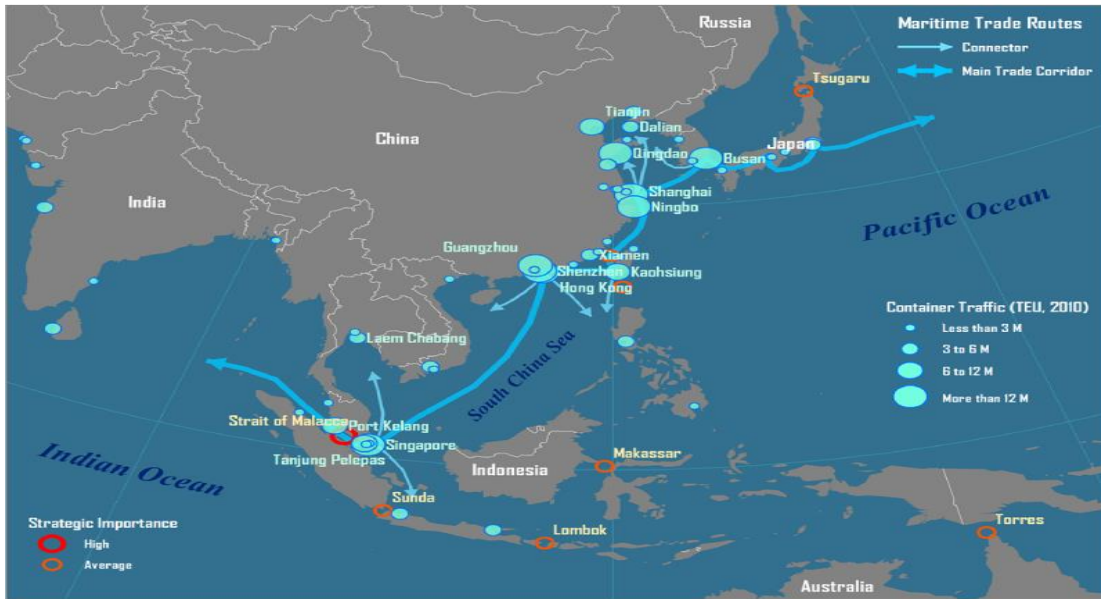 Russia
Maritime Trade Routes
Connector
Main Trade Corridor
Tsugaru
Tianjin
Dalian
China
Japan
Qingdao
Busan
India
Shanghai
Ningbo
Pacific Ocean
Guangzhou
Xiamen
Shenzhen
Kaohsiung
Hong Kong
Container Traffic (TEU, 2010)
Less than 3 M
3 to 6 M
6 to 12 M
More than 12 M
Laem Chabang
South China Sea
Strait of Malacca
Port Kelang
Singapore
Tanjung Pelepas
Indian Ocean
Indonesia
Makassar
Sunda
Lombok
Torres
Strategic Importance
High
Average
Australia